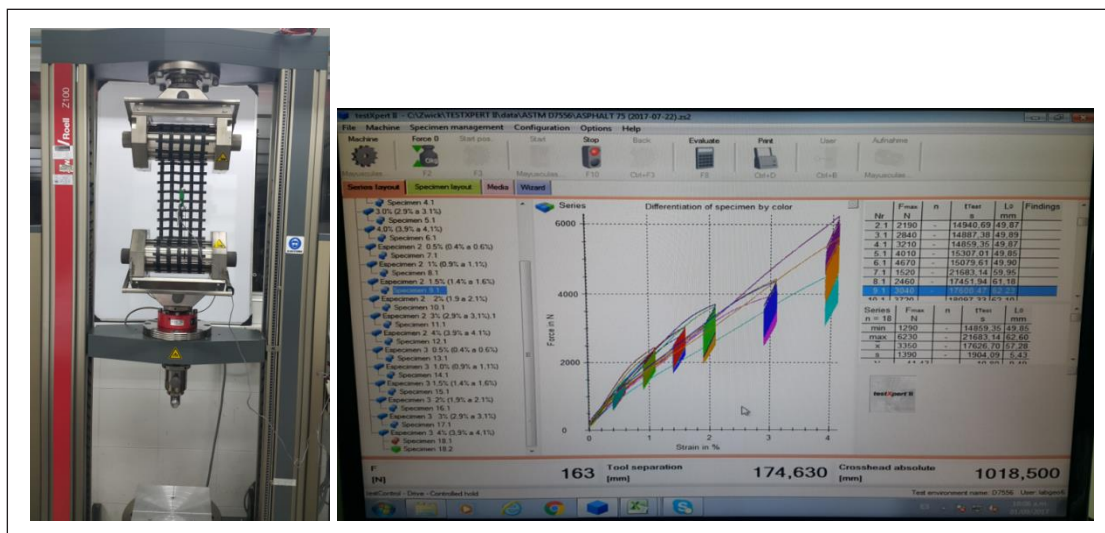 Zwick/Roell Z100
testXpert II - C:\Zwick\TESTXPERT II\data\ASTM D7556\ASPHALT 75 (2017-07-22).zs2
File Machine Specimen management Configuration Options Help
Machine Force 0 Start pos. Start Stop Back Evaluate Print User Aufnahme
Mayusculas... F2 F3 Mayusculas... F10 Ctrl+F3 F8 Ctrl+D Ctrl+B Mayusculas...
Series layout Specimen layout Media Wizard
Specimen 4.1
3.0% (2.9% a 3.1%)
Specimen 5.1
4.0% (3,9% a 4,1%)
Specimen 6.1
Especimen 2 0.5% (0.4% a 0.6%)
Specimen 7.1
Especimen 2 1% (0,9% a 1.1%)
Specimen 8.1
Especimen 2 1.5% (1.4% a 1.6%)
Specimen 9.1
Especimen 2 2% (1.9 a 2.1%)
Specimen 10.1
Especimen 2 3% (2.9% a 3,1%).1
Specimen 11.1
Especimen 2 4% (3.9% a 4.1%)
Specimen 12.1
Especimen 3 0.5% (0.4% a 0.6%)
Specimen 13.1
Especimen 3 1.0% (0.9% a 1.1%)
Specimen 14.1
Especimen 3 1,5% (1.4% a 1.6%)
Specimen 15.1
Especimen 3 2% (1,9% a 2,1%)
Specimen 16.1
Especimen 3 3% (2.9% a 3,1%)
Specimen 17.1
Especimen 3 4% (3,9% a 4,1%)
Specimen 18.1
Specimen 18.2
Series
Differentiation of specimen by color
6000
4000
2000
0
Force in N
0 1 2 3 4
Strain in %
Nr Fmax N n tTest s L0 mm Findings
2.1 2190 - 14940,69 49,87
3.1 2840 - 14887,38 49,89
4.1 3210 - 14859,35 49,87
5.1 4010 - 15307,01 49,85
6.1 4670 - 15079,61 49,90
7.1 1520 - 21683,14 59,95
8.1 2460 - 17451,94 61,18
9.1 3040 - 17600,47 62,23
Series n = 18 Fmax N n tTest s L0 mm
min 1290 - 14859,35 49,85
max 6230 - 21683,14 62,60
x 3350 - 17626,70 57,28
s 1390 - 1904,09 5,43
testXpert II
F [N] 163 Tool separation [mm] 174,630 Crosshead absolute [mm] 1018,500
testControl - Drive - Controlled hold Test environment name: D7556 User: labgeo6